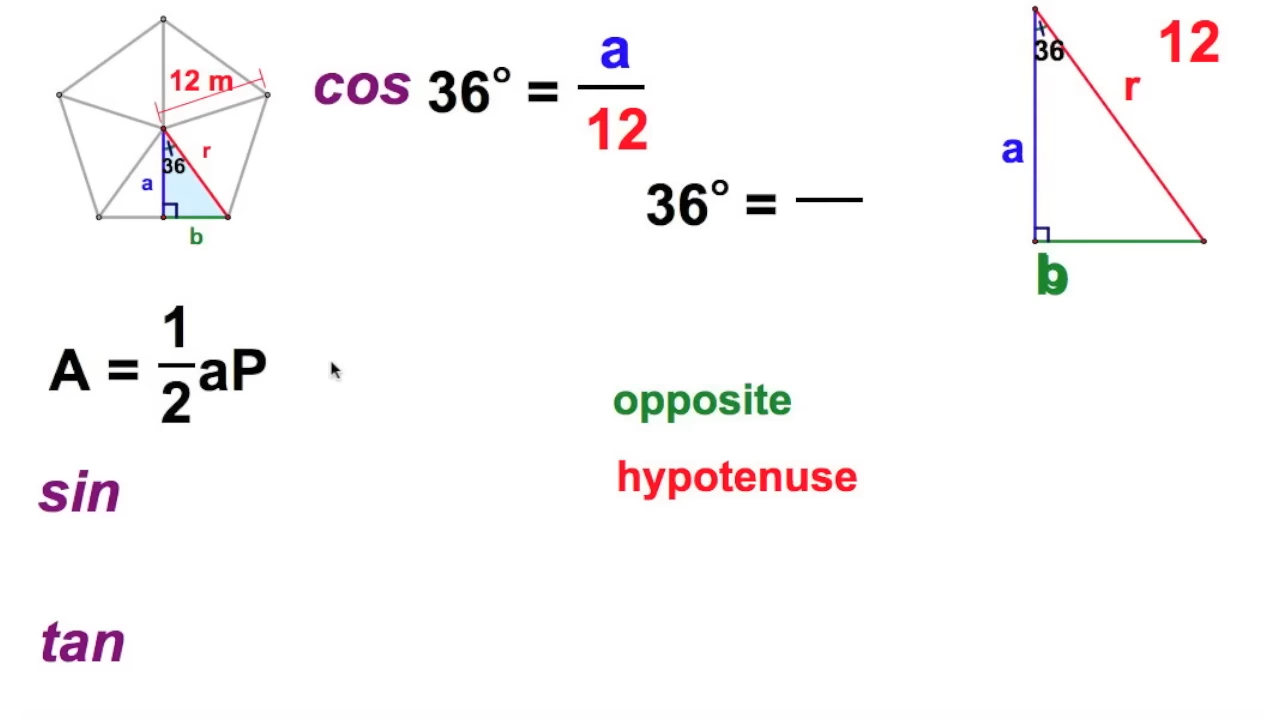 12 m
r
36
a
b
cos 36° = a/12
36° = —
12
36
r
a
b
A = 1/2 aP
opposite
hypotenuse
sin
tan